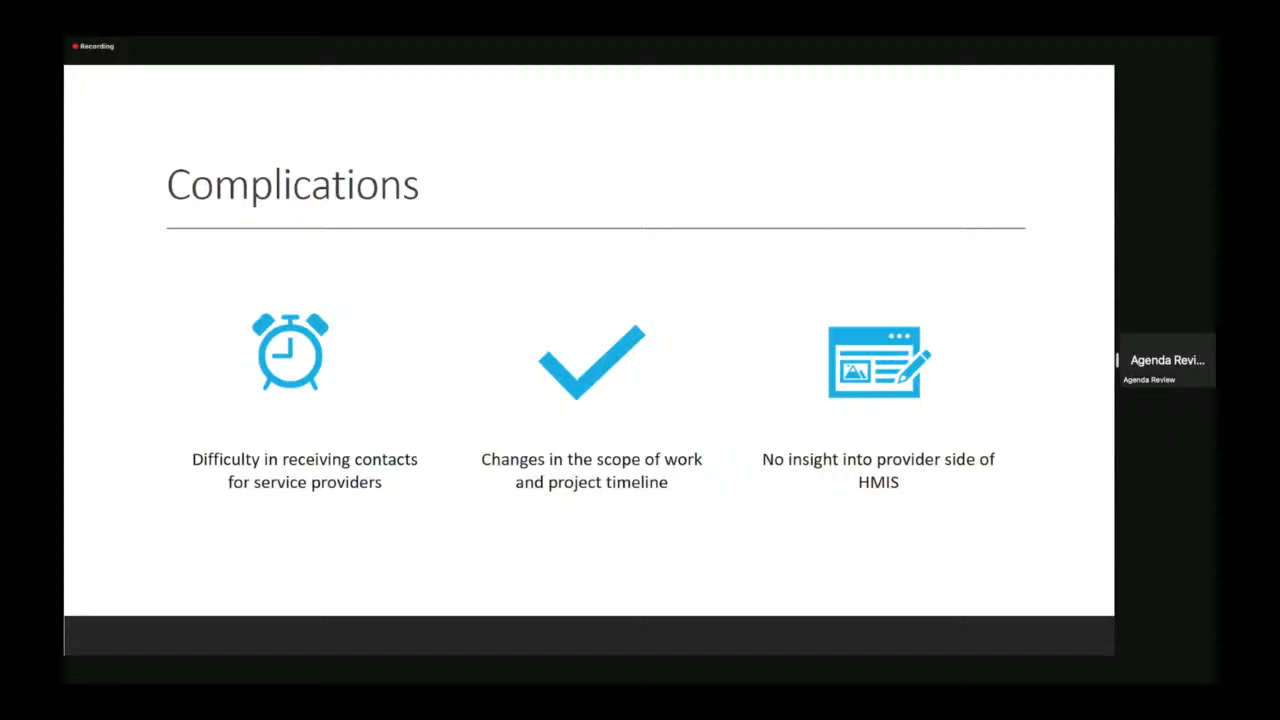 Recording
Complications
Difficulty in receiving contacts
for service providers
Changes in the scope of work
and project timeline
No insight into provider side of
HMIS
Agenda Revi...
Agenda Review